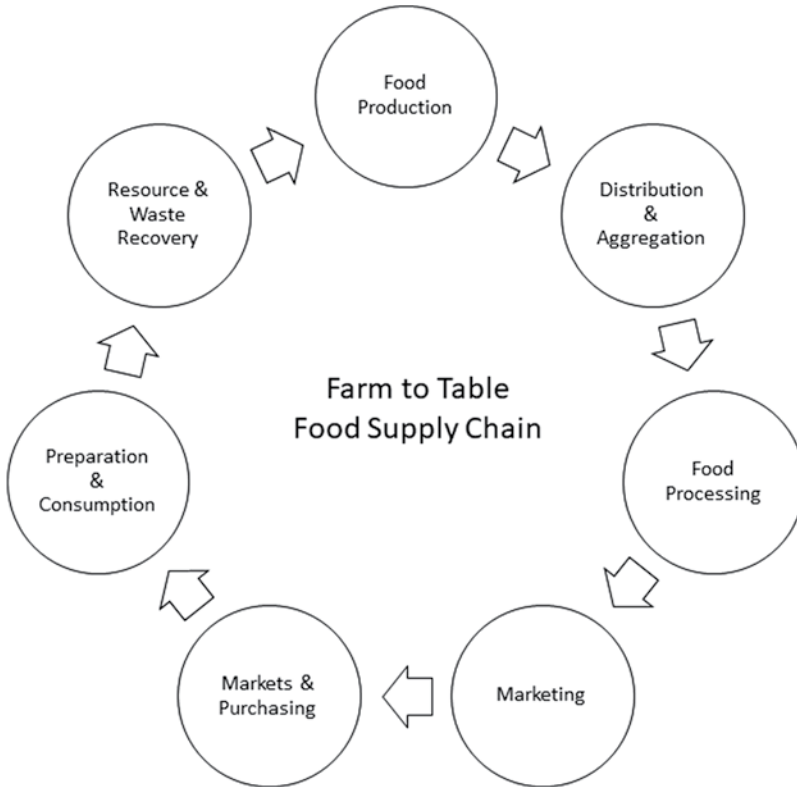 Food
Production
Distribution
&
Aggregation
Food
Processing
Marketing
Markets &
Purchasing
Preparation
&
Consumption
Resource &
Waste
Recovery
Farm to Table
Food Supply Chain